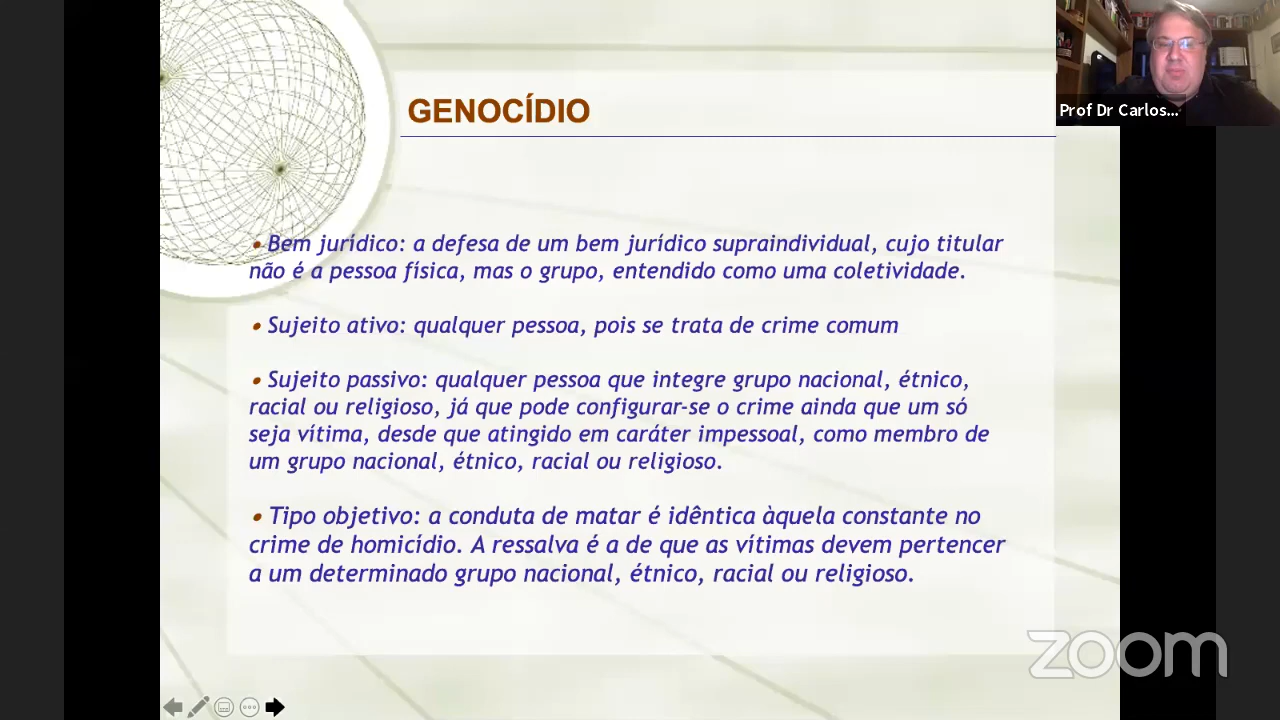 GENOCÍDIO
Prof Dr Carlos...
• Bem jurídico: a defesa de um bem jurídico supraindividual, cujo titular
não é a pessoa física, mas o grupo, entendido como uma coletividade.
• Sujeito ativo: qualquer pessoa, pois se trata de crime comum
• Sujeito passivo: qualquer pessoa que integre grupo nacional, étnico,
racial ou religioso, já que pode configurar-se o crime ainda que um só
seja vítima, desde que atingido em caráter impessoal, como membro de
um grupo nacional, étnico, racial ou religioso.
• Tipo objetivo: a conduta de matar é idêntica àquela constante no
crime de homicídio. A ressalva é a de que as vítimas devem pertencer
a um determinado grupo nacional, étnico, racial ou religioso.
zoom